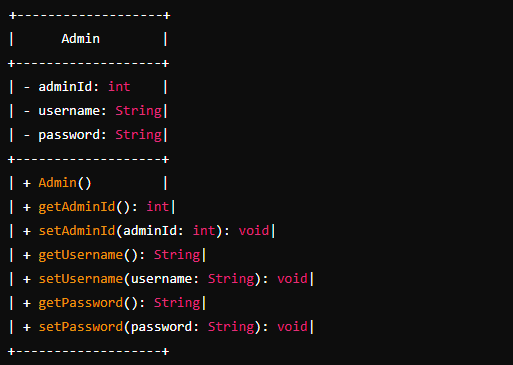 +-------------------+
|      Admin        |
+-------------------+
| - adminId: int    |
| - username: String|
| - password: String|
+-------------------+
| + Admin()         |
| + getAdminId(): int|
| + setAdminId(adminId: int): void|
| + getUsername(): String|
| + setUsername(username: String): void|
| + getPassword(): String|
| + setPassword(password: String): void|
+-------------------+